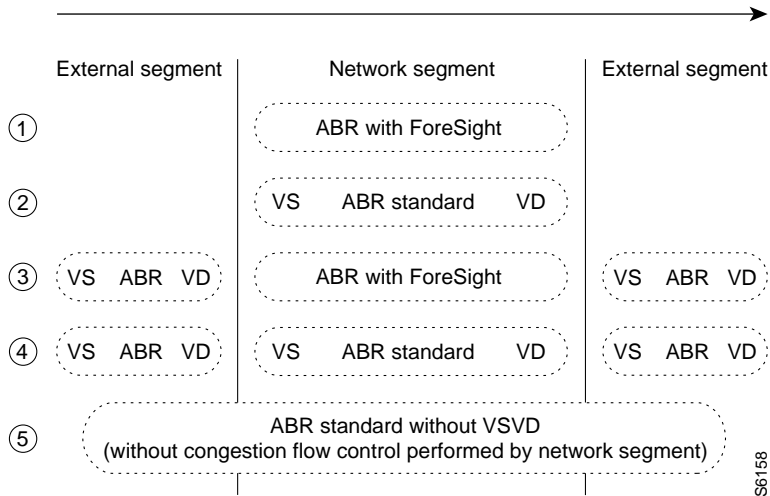 External segment Network segment External segment
1 ABR with ForeSight
2 VS ABR standard VD
3 VS ABR VD ABR with ForeSight VS ABR VD
4 VS ABR VD VS ABR standard VD VS ABR VD
5 ABR standard without VSVD
(without congestion flow control performed by network segment)
S6158